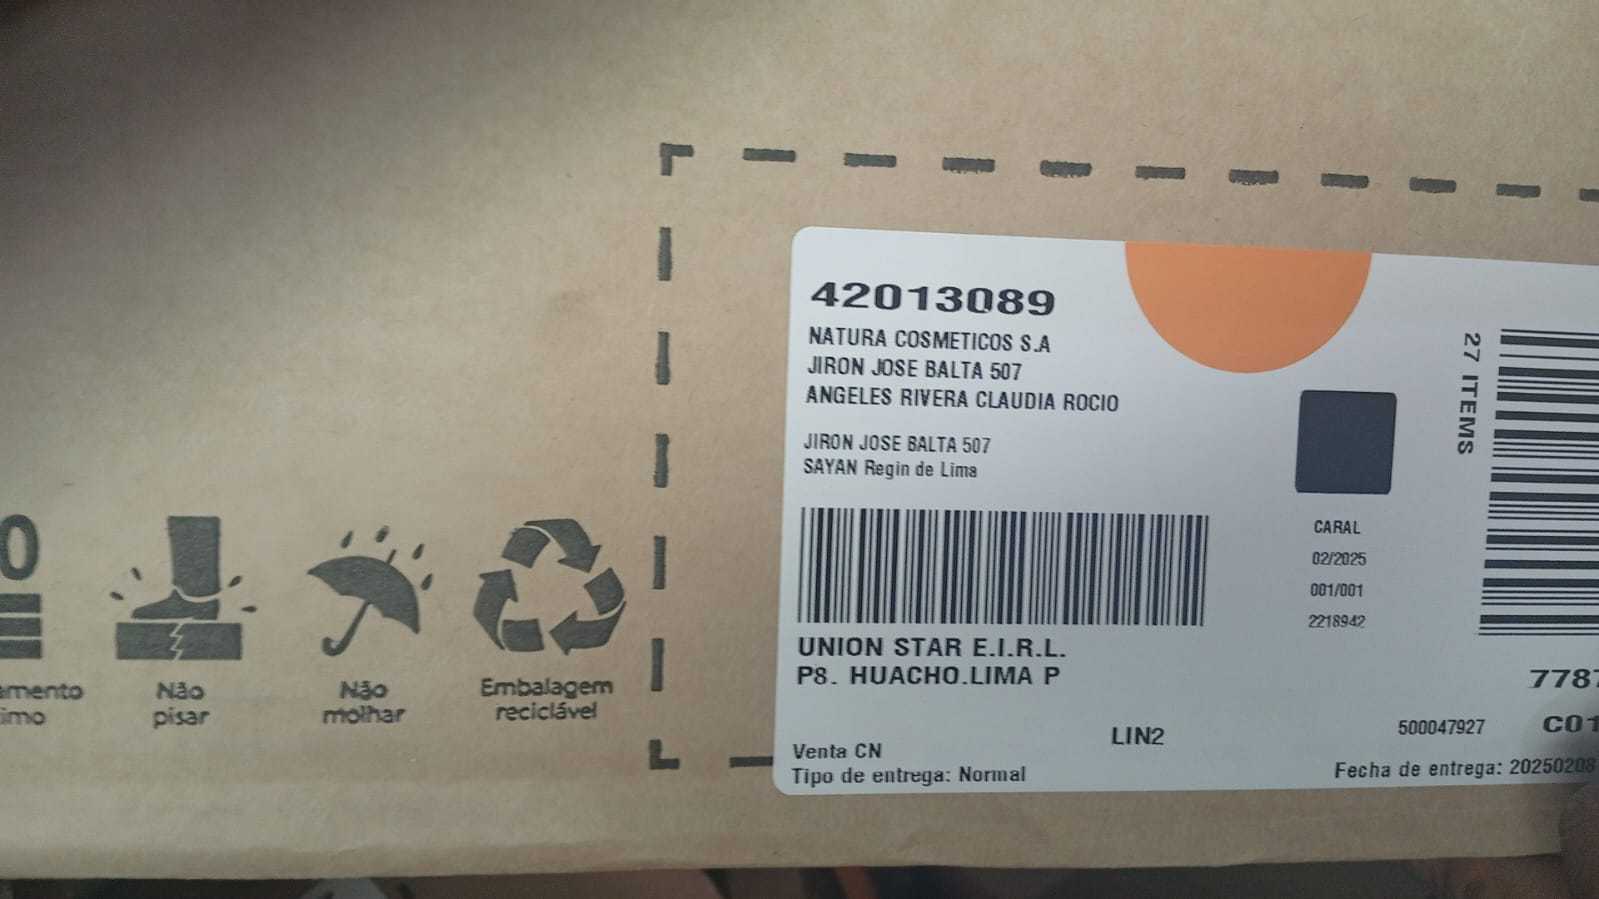 0
Não
pisar
Não
molhar
Embalagem
reciclável
42013089
NATURA COSMETICOS S.A
JIRON JOSE BALTA 507
ANGELES RIVERA CLAUDIA ROCIO
JIRON JOSE BALTA 507
SAYAN Regin de Lima
27 ITEMS
CARAL
02/2025
001/001
2218942
UNION STAR E.I.R.L.
P8. HUACHO.LIMA P
7787
LIN2
500047927
C01
Venta CN
Tipo de entrega: Normal
Fecha de entrega: 20250208